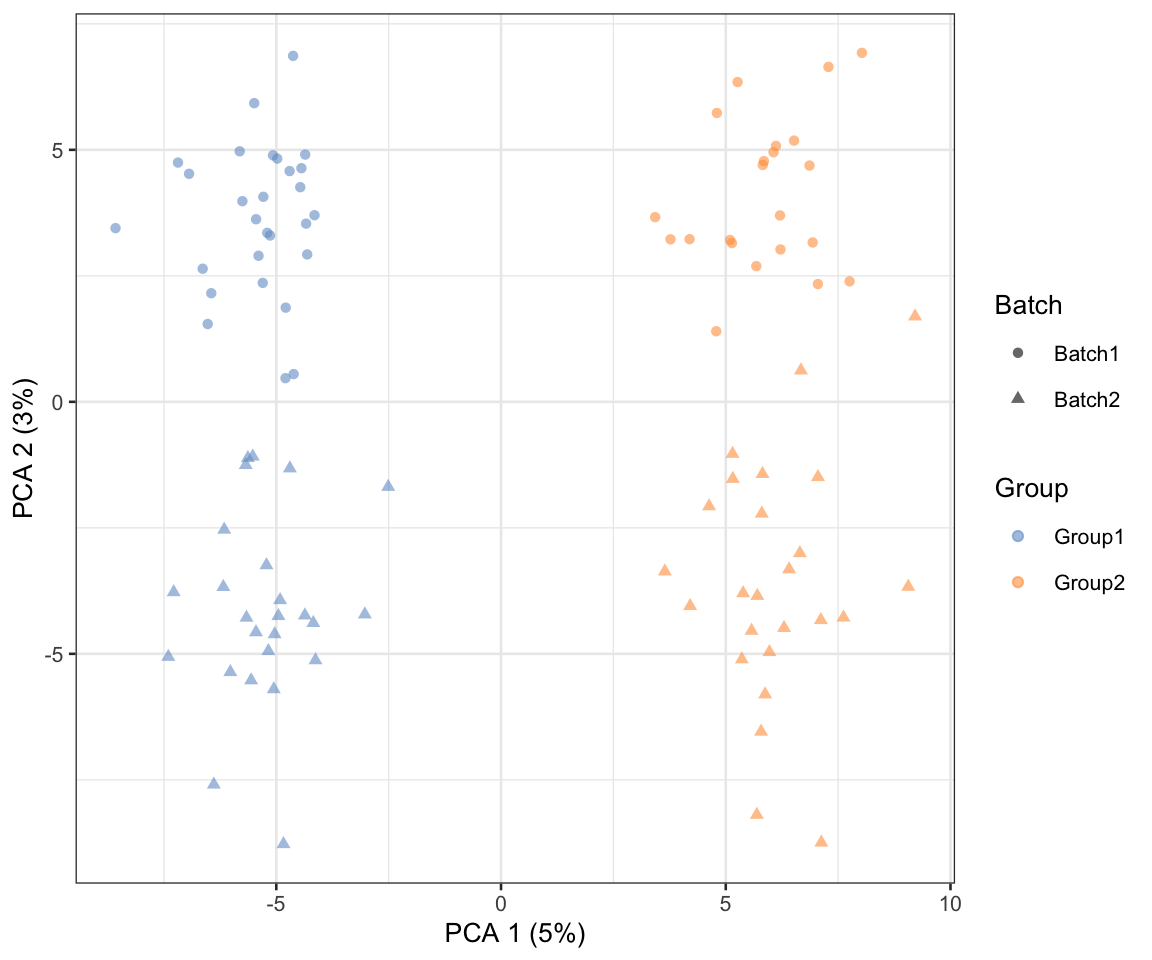 5
0
-5
PCA 2 (3%)
-5
0
5
10
PCA 1 (5%)
Batch
Batch1
Batch2
Group
Group1
Group2